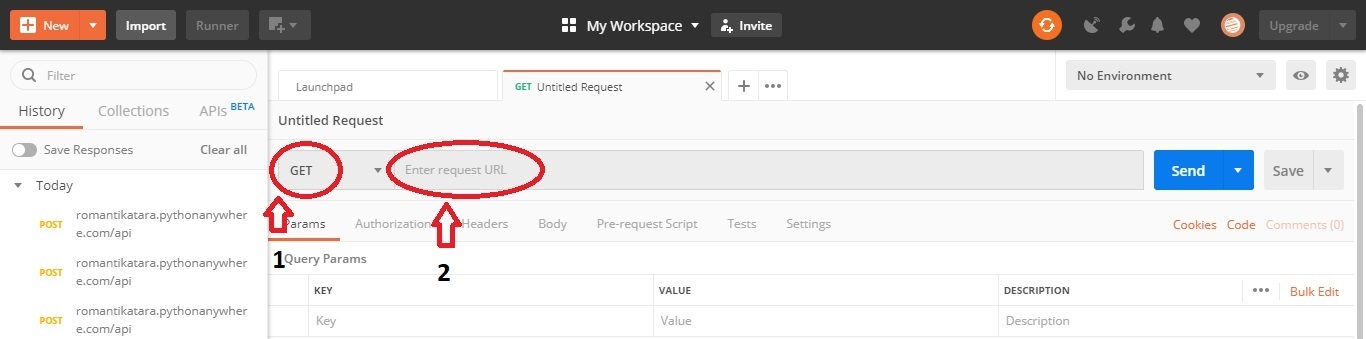 New Import Runner My Workspace Invite Upgrade
Filter
Launchpad GET Untitled Request No Environment
History Collections APIs BETA
Untitled Request
Save Responses Clear all
GET Enter request URL Send Save
Today
POST romantikatara.pythonanywher
e.com/api
Params Authorization Headers Body Pre-request Script Tests Settings Cookies Code Comments (0)
1 2
Query Params
POST romantikatara.pythonanywher
e.com/api
KEY VALUE DESCRIPTION Bulk Edit
POST romantikatara.pythonanywher
e.com/api
Key Value Description